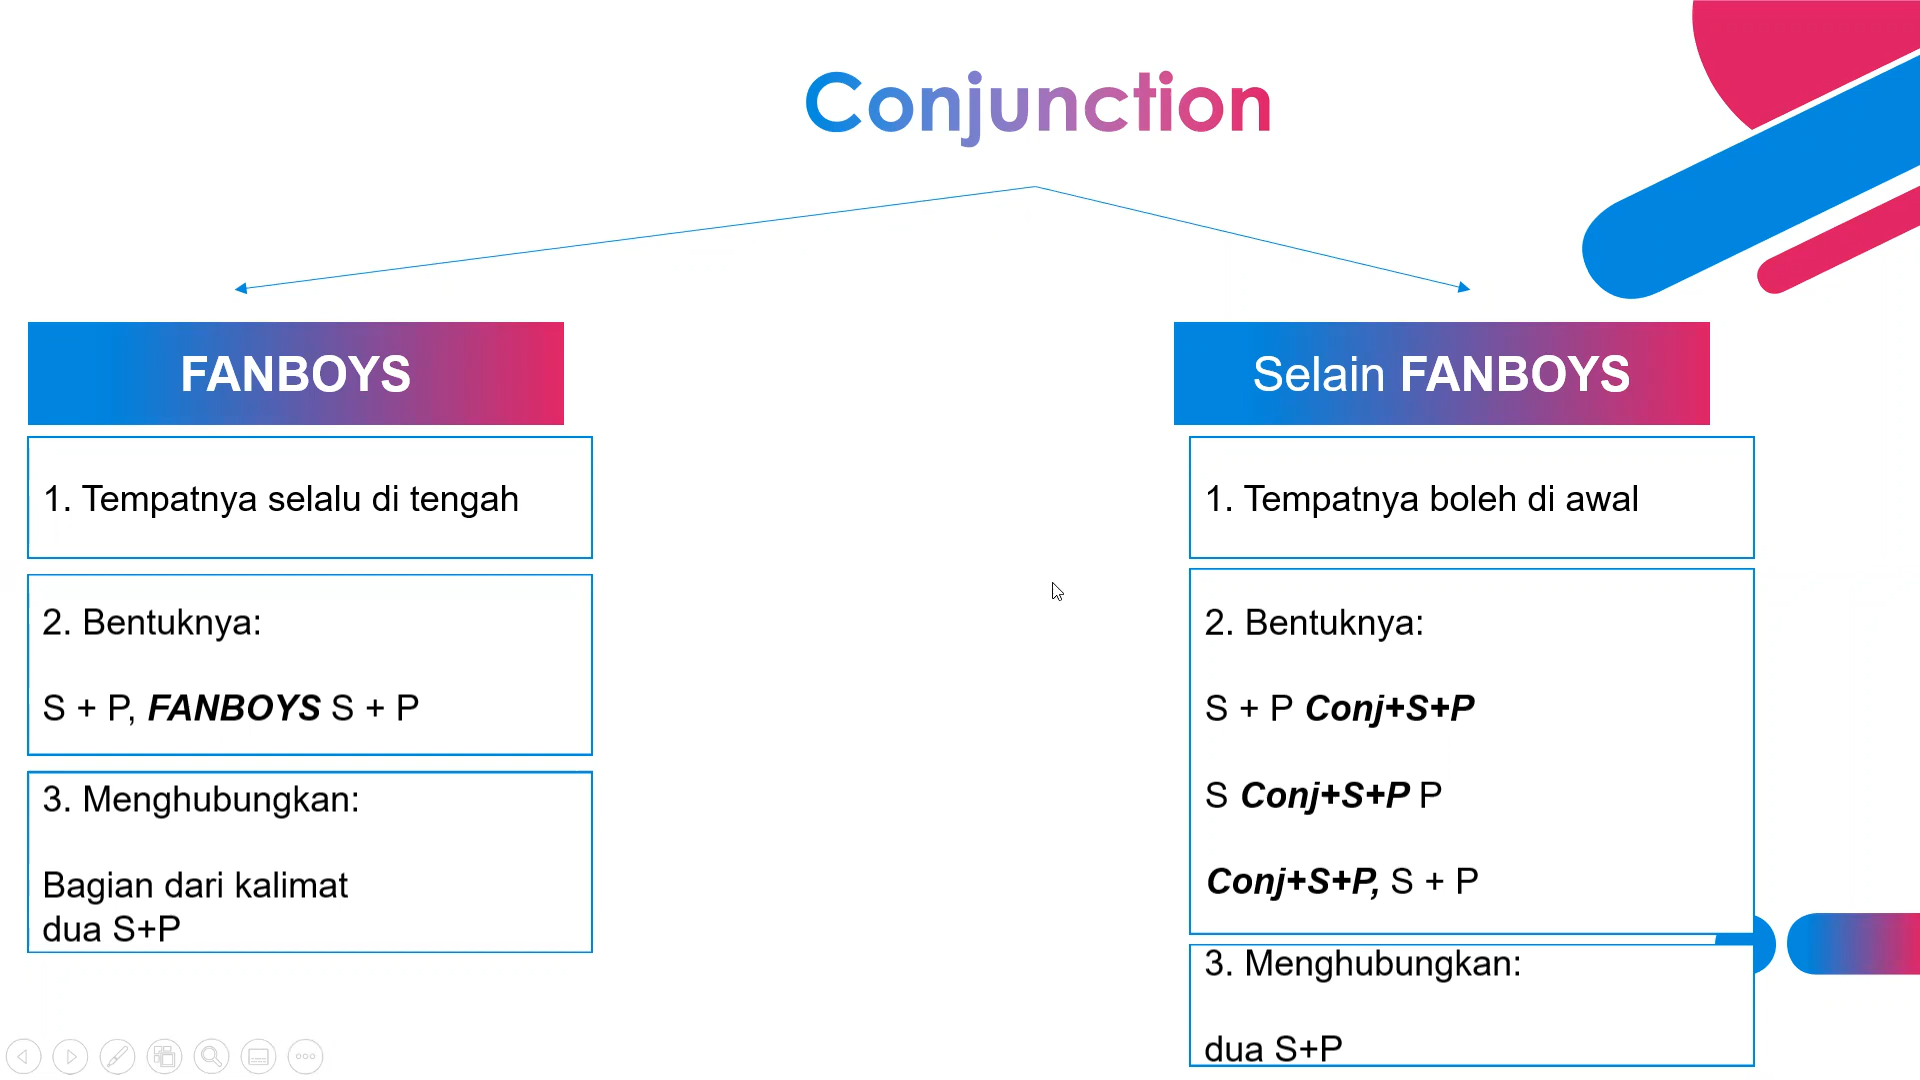 Conjunction
FANBOYS
1. Tempatnya selalu di tengah
2. Bentuknya:
S + P, FANBOYS S + P
3. Menghubungkan:
Bagian dari kalimat
dua S+P
Selain FANBOYS
1. Tempatnya boleh di awal
2. Bentuknya:
S + P Conj+S+P
S Conj+S+P P
Conj+S+P, S + P
3. Menghubungkan:
dua S+P